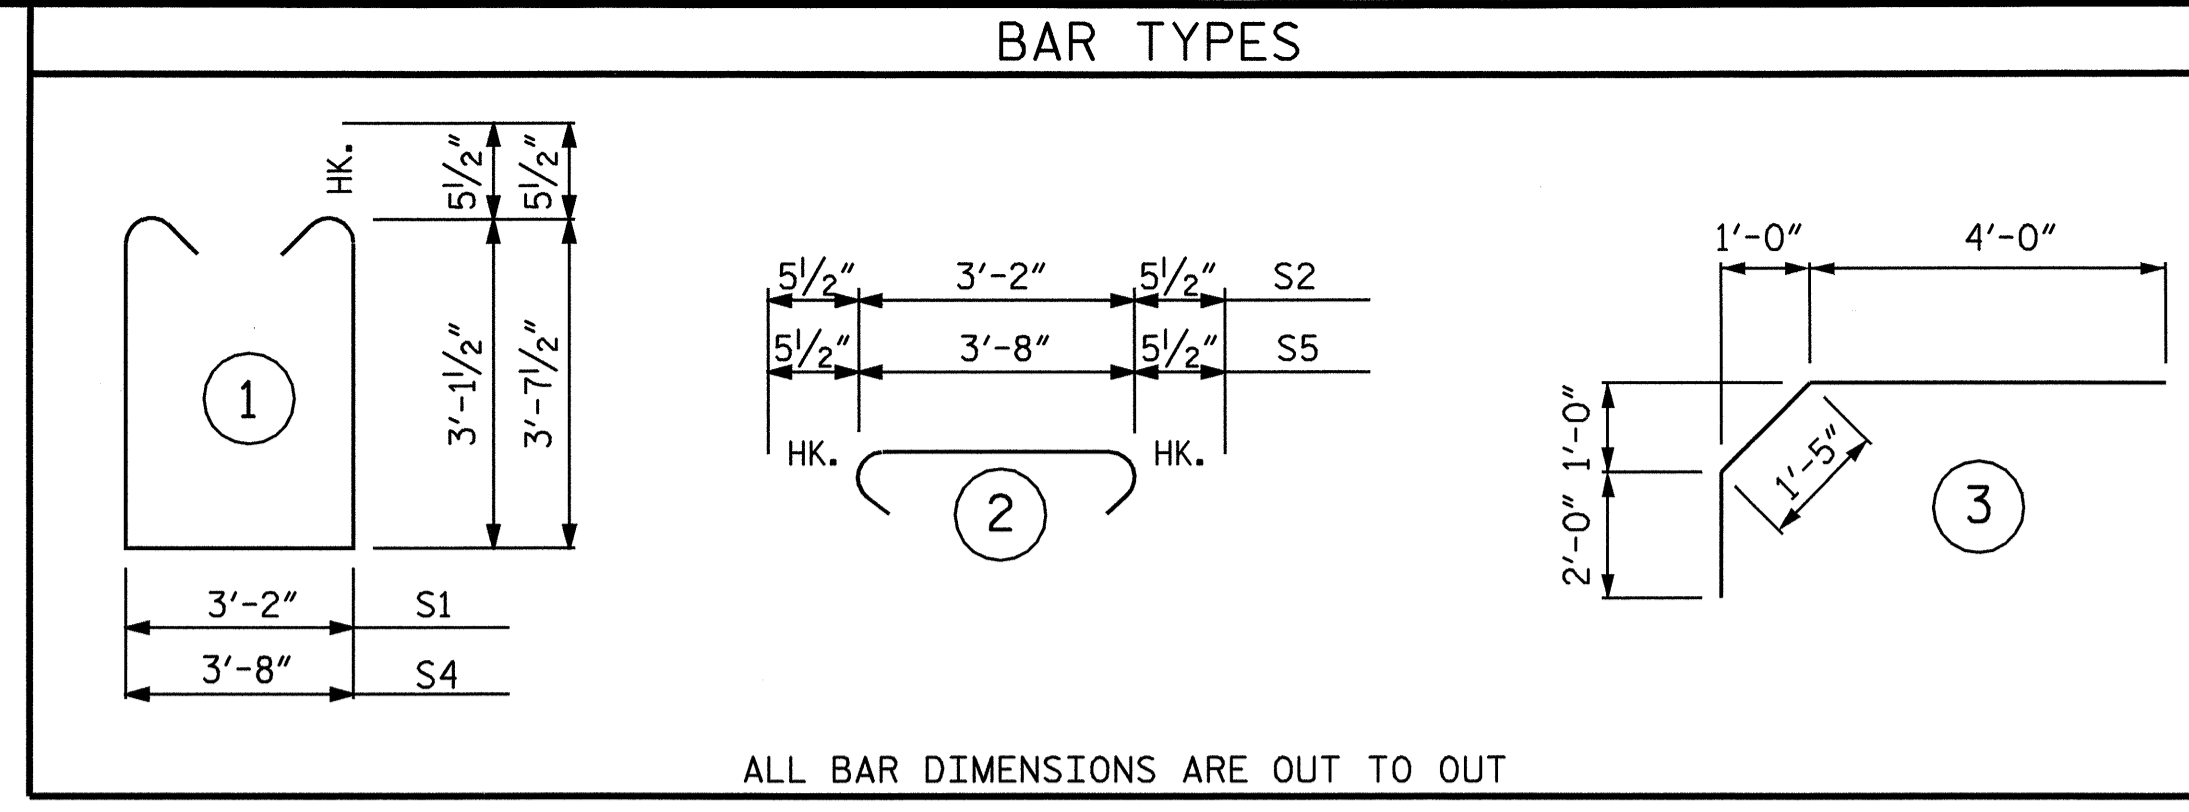 BAR TYPES
HK.
5½"
5½"
3'-1½"
3'-7½"
1
3'-2" S1
3'-8" S4
5½" 3'-2" 5½" S2
5½" 3'-8" 5½" S5
HK. HK.
2
1'-0" 4'-0"
1'-0"
2'-0"
1'-5"
3
ALL BAR DIMENSIONS ARE OUT TO OUT